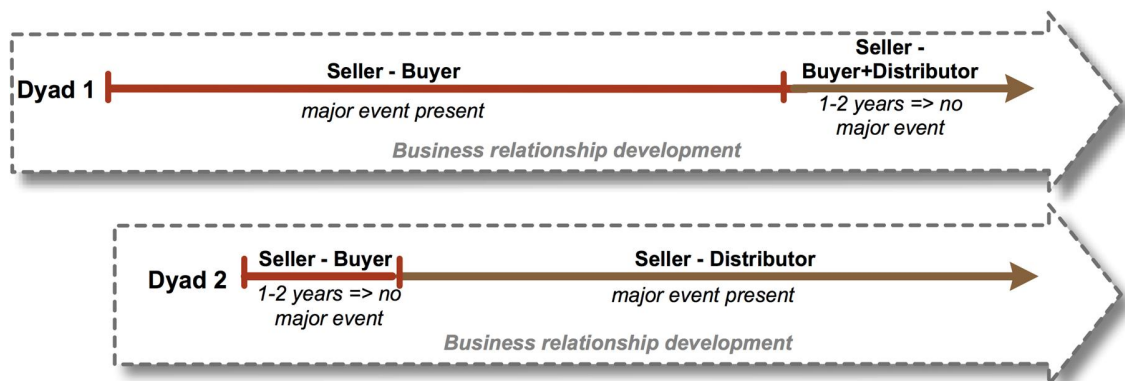 Seller -
Seller - Buyer
Buyer+Distributor
Dyad 1
major event present
1-2 years => no
major event
Business relationship development
Seller - Buyer
Seller - Distributor
Dyad 2
1-2 years => no
major event
major event present
Business relationship development